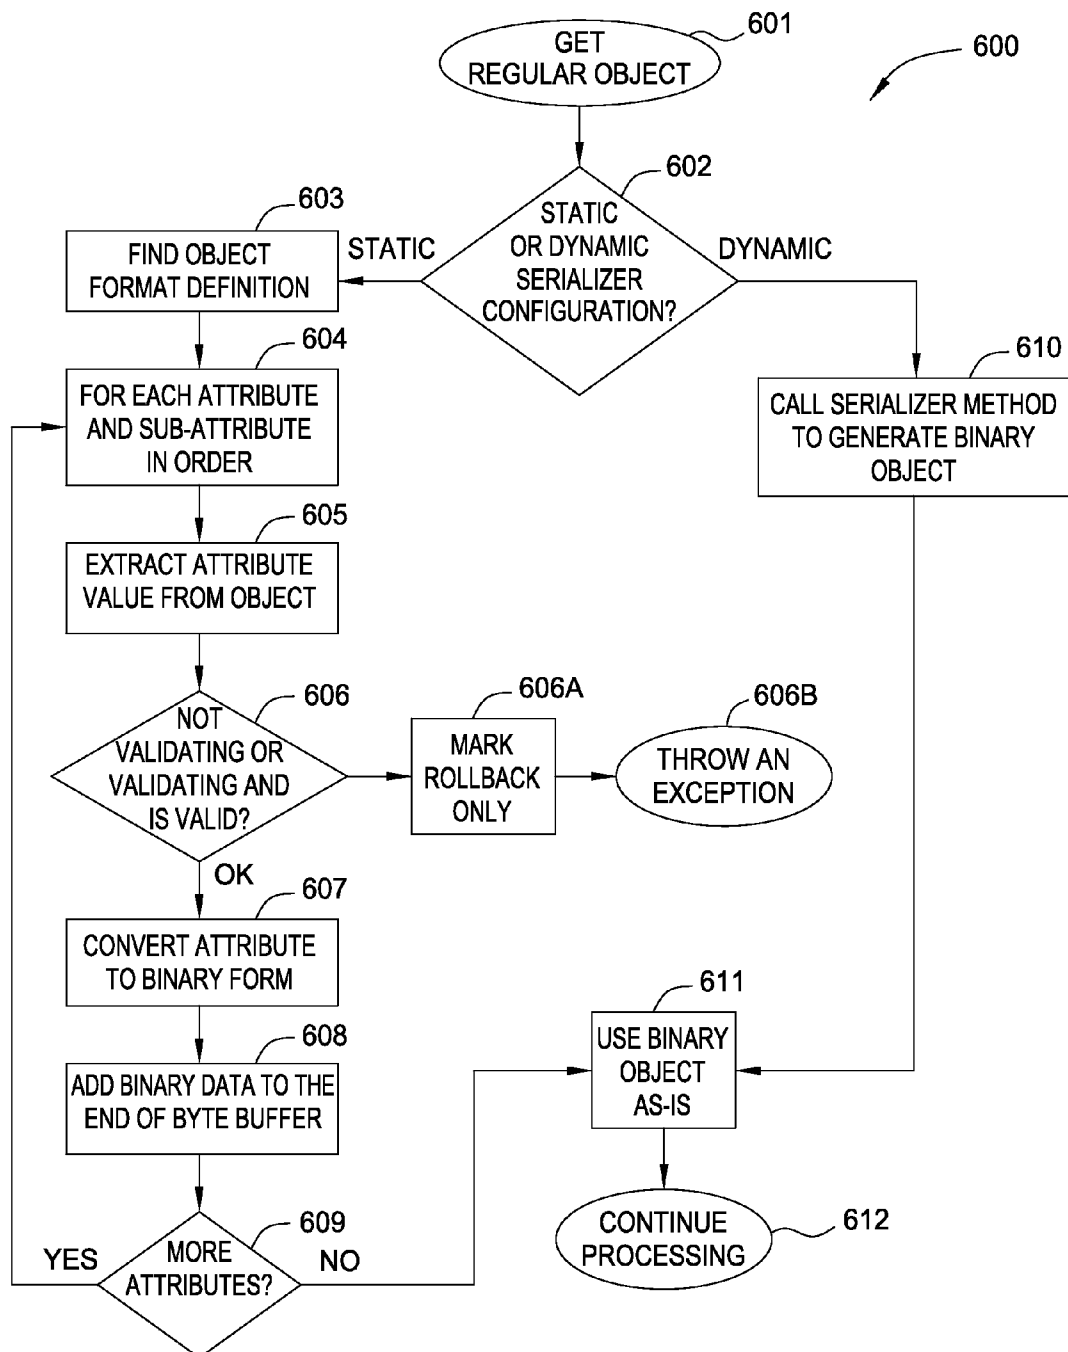 601
GET
REGULAR OBJECT
600
602
STATIC
OR DYNAMIC
SERIALIZER
CONFIGURATION?
STATIC
DYNAMIC
603
FIND OBJECT
FORMAT DEFINITION
604
FOR EACH ATTRIBUTE
AND SUB-ATTRIBUTE
IN ORDER
610
CALL SERIALIZER METHOD
TO GENERATE BINARY
OBJECT
605
EXTRACT ATTRIBUTE
VALUE FROM OBJECT
606
NOT
VALIDATING OR
VALIDATING AND
IS VALID?
606A
MARK
ROLLBACK
ONLY
606B
THROW AN
EXCEPTION
OK
607
CONVERT ATTRIBUTE
TO BINARY FORM
608
ADD BINARY DATA TO THE
END OF BYTE BUFFER
609
MORE
ATTRIBUTES?
YES
NO
611
USE BINARY
OBJECT
AS-IS
CONTINUE
PROCESSING
612